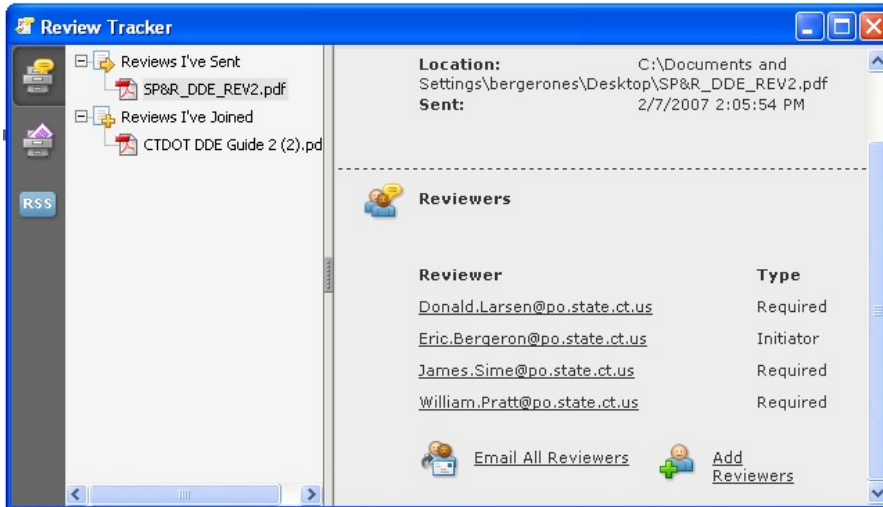 Review Tracker
Reviews I've Sent
SP&R_DDE_REV2.pdf
Reviews I've Joined
CTDOT DDE Guide 2 (2).pd
RSS
Location: C:\Documents and
Settings\bergerones\Desktop\SP&R_DDE_REV2.pdf
Sent: 2/7/2007 2:05:54 PM
Reviewers
Reviewer Type
Donald.Larsen@po.state.ct.us Required
Eric.Bergeron@po.state.ct.us Initiator
James.Sime@po.state.ct.us Required
William.Pratt@po.state.ct.us Required
Email All Reviewers
Add
Reviewers